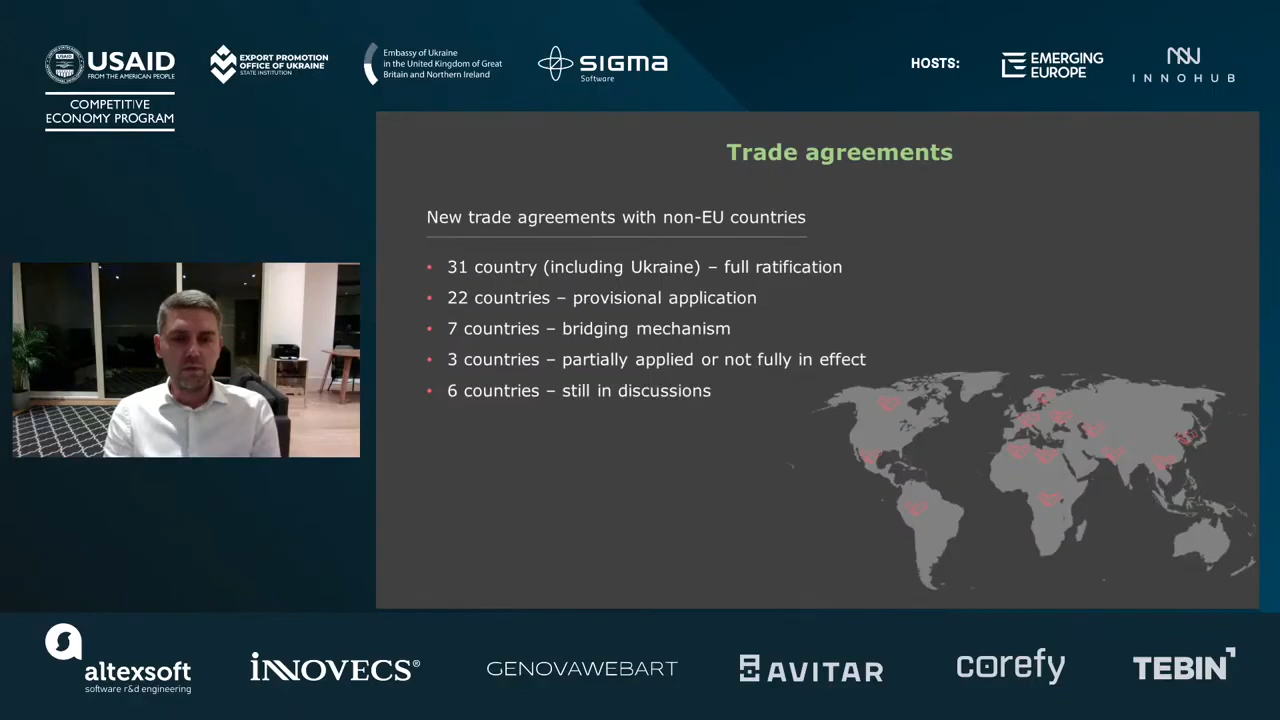 USAID
FROM THE AMERICAN PEOPLE
COMPETITIVE
ECONOMY PROGRAM
EXPORT PROMOTION
OFFICE OF UKRAINE
STATE INSTITUTION
Embassy of Ukraine
in the United Kingdom of Great
Britain and Northern Ireland
SIGMA
Software
HOSTS:
EMERGING
EUROPE
INNOHUB
Trade agreements
New trade agreements with non-EU countries
• 31 country (including Ukraine) – full ratification
• 22 countries – provisional application
• 7 countries – bridging mechanism
• 3 countries – partially applied or not fully in effect
• 6 countries – still in discussions
altexsoft
software r&d engineering
iNNOVECS®
GENOVAWEBART
AVITAR
corefy
TEBIN